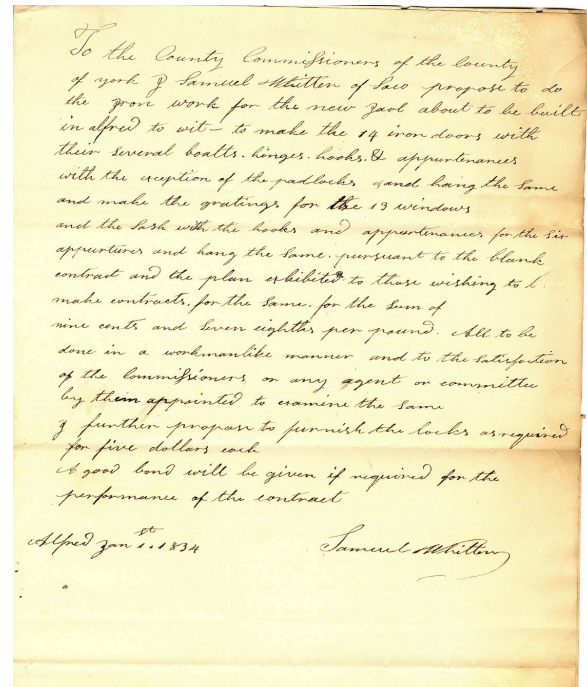 To the County Commissioners of the County
of york I Samuel Whitten of Saco propose to do
the Iron work for the new Jaol about to be built
in alfred to wit - to make the 14 iron doors with
their Several boalts. hinges. hooks. & appurtenances
with the exception of the padlocks and hang the Same
and make the gratings for the 13 windows
and the Sash with the hooks and appurtenances for the Six
appurtures and hang the Same. pursuant to the blank
contract and the plan exhibited to those wishing to
make contracts. for the Same. for the Sum of
nine cents and Seven eighths per pound. All to be
done in a workmanlike manner and to the Satisfaction
of the Commissioners or any agent or committee
by them appointed to examine the Same
I further propose to furnish the locks as required
for five dollars each
A good bond will be given if required for the
performance of the contract
Alfred Jan 1st. 1834
Samuel Whitten